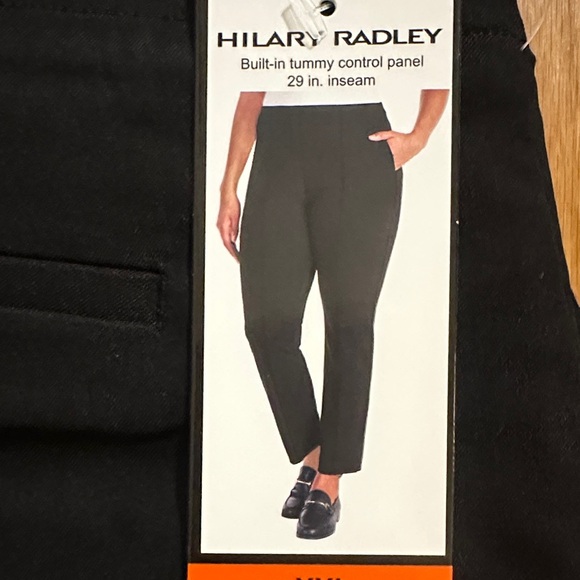 HILARY RADLEY
Built-in tummy control panel
29 in. inseam